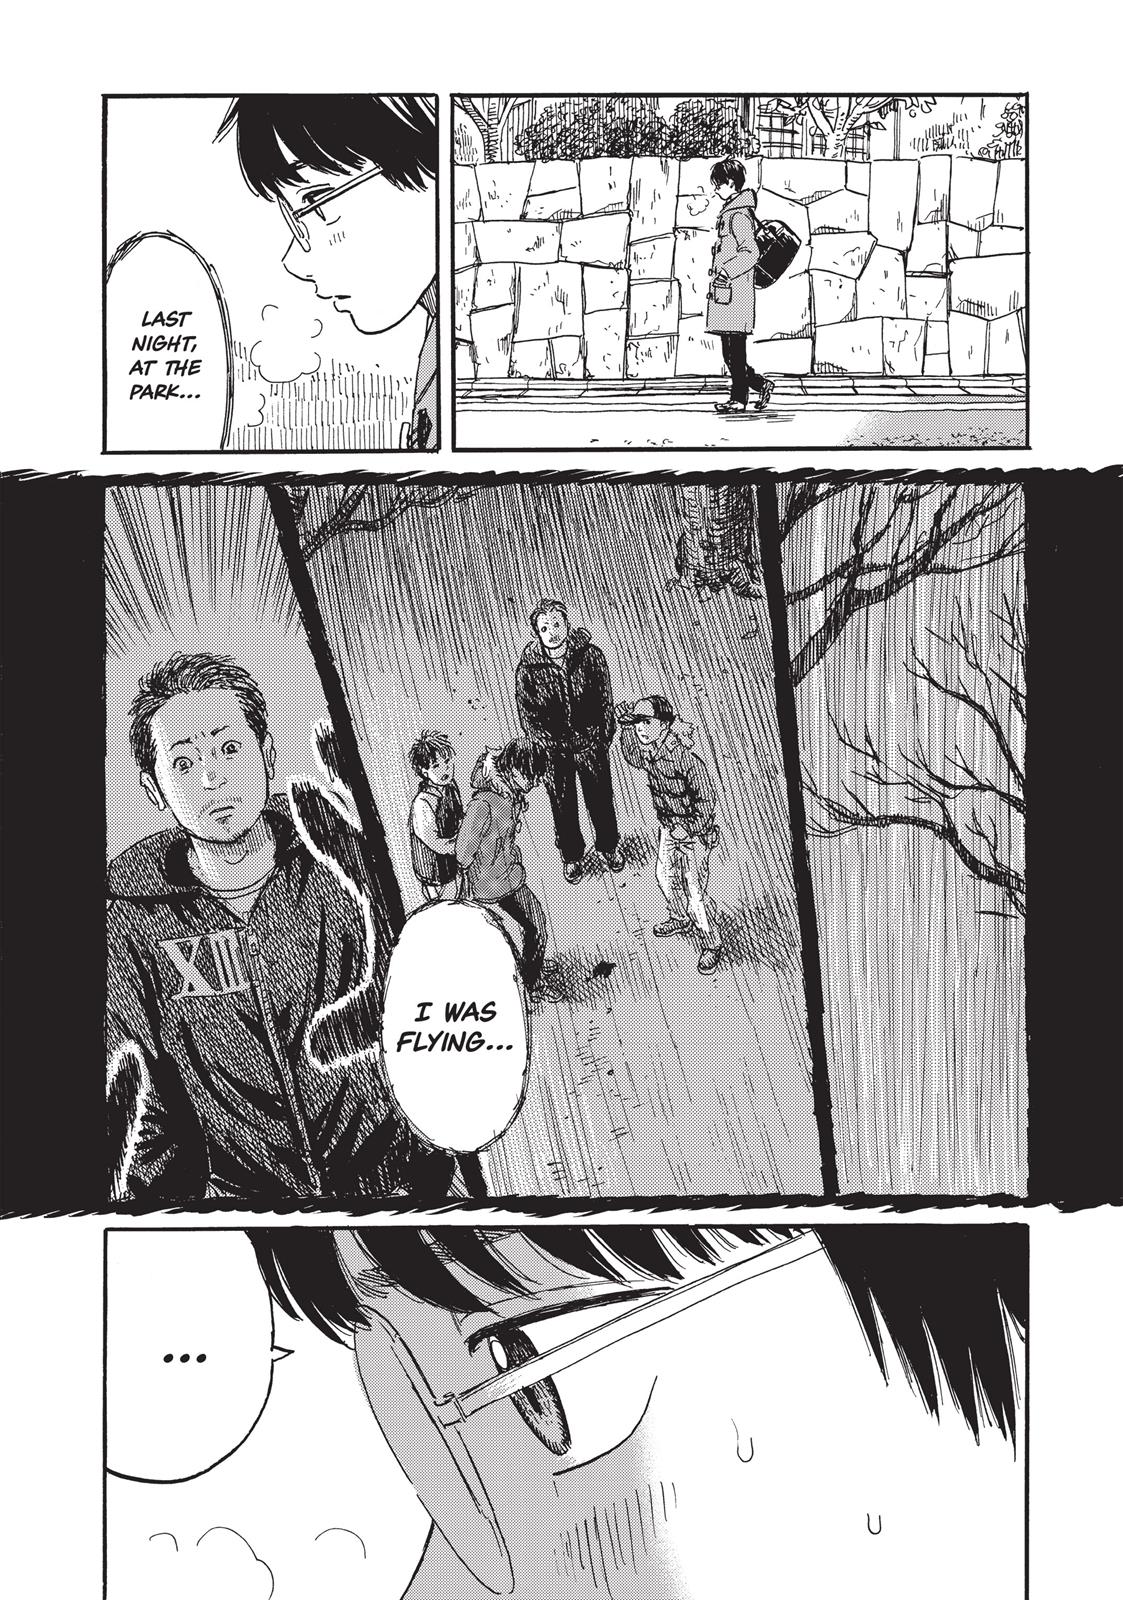 LAST
NIGHT,
AT THE
PARK...
XIII
I WAS
FLYING...
...